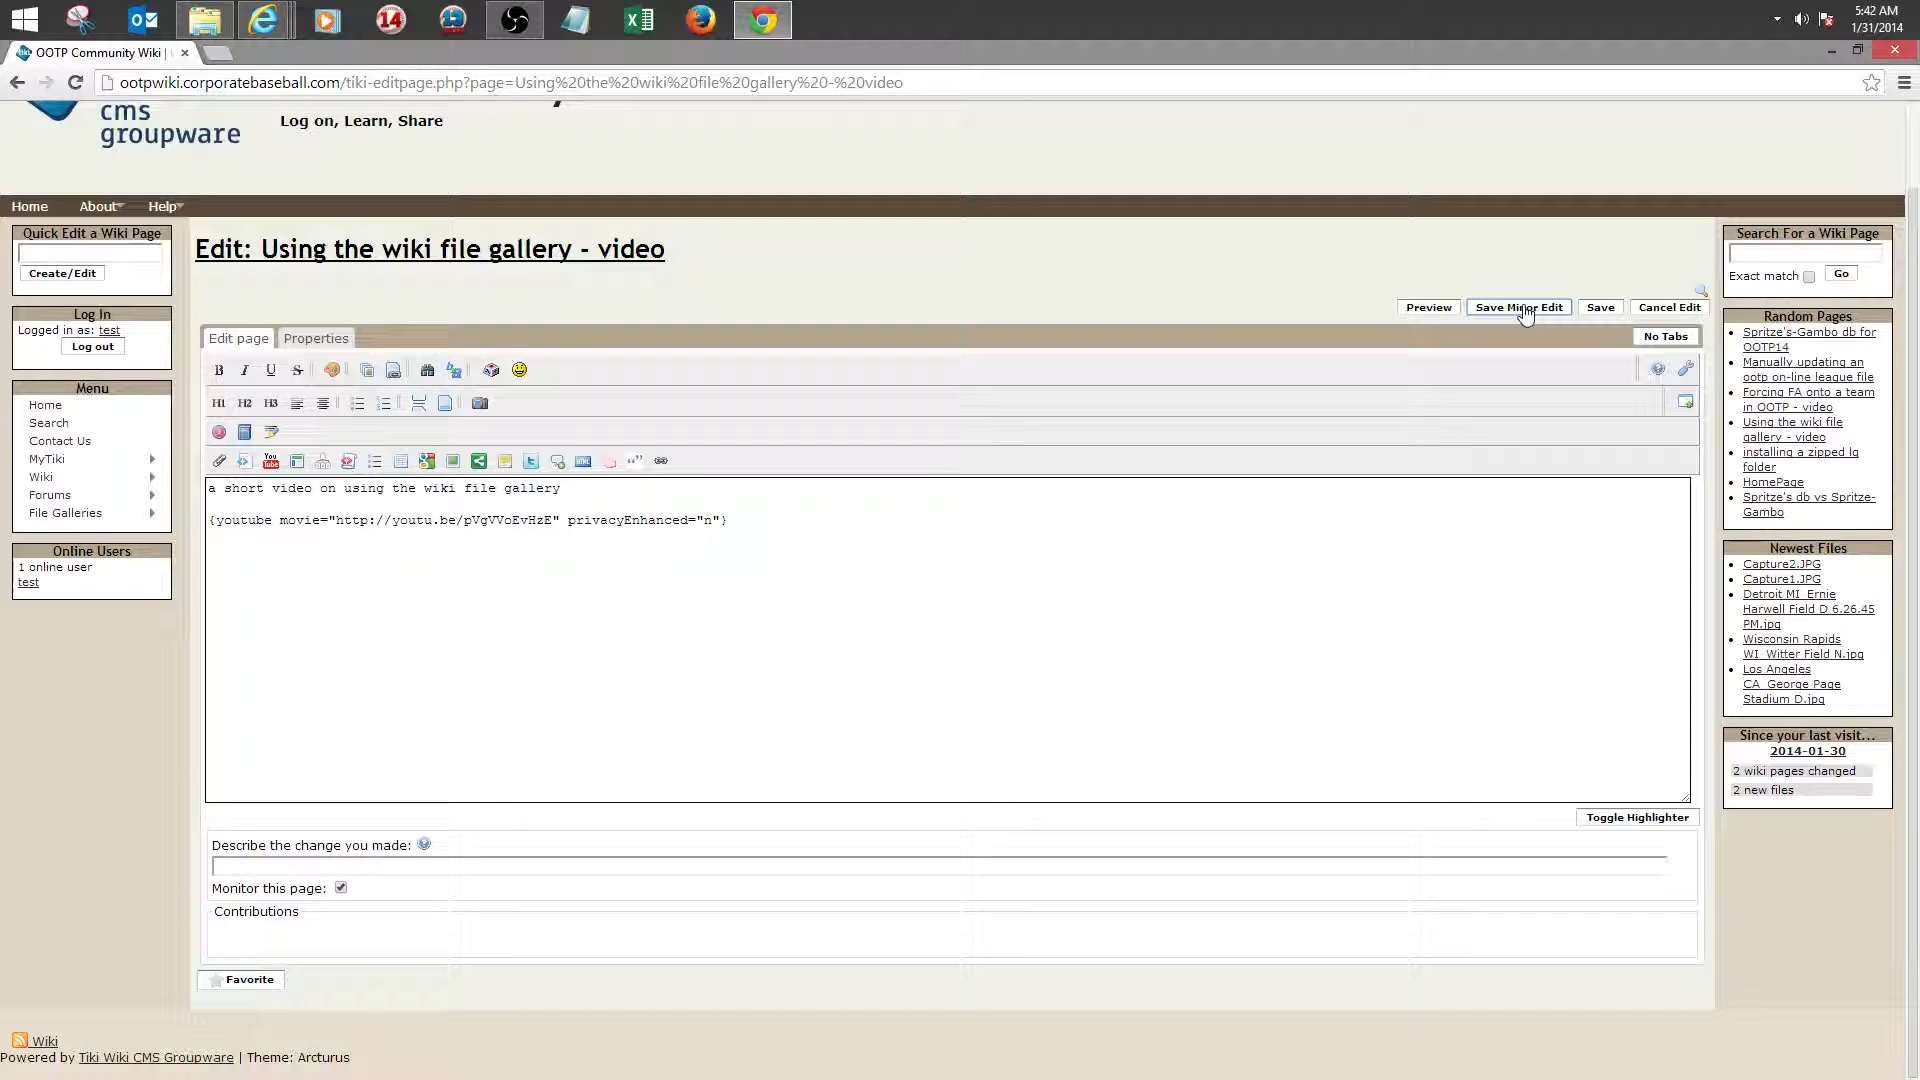 14
13
5:42 AM
1/31/2014
OOTP Community Wiki |
ootpwiki.corporatebaseball.com/tiki-editpage.php?page=Using%20the%20wiki%20file%20gallery%20-%20video
cms
groupware
Log on, Learn, Share
Home
About
Help
Quick Edit a Wiki Page
Create/Edit
Log In
Logged in as: test
Log out
Menu
Home
Search
Contact Us
MyTiki
Wiki
Forums
File Galleries
Online Users
1 online user
test
Edit: Using the wiki file gallery - video
Preview
Save Minor Edit
Save
Cancel Edit
Edit page
Properties
No Tabs
B I U S
H1 H2 H3
You Tube
a short video on using the wiki file gallery
{youtube movie="http://youtu.be/pVgVVoEvHzE" privacyEnhanced="n"}
Toggle Highlighter
Describe the change you made:
Monitor this page:
Contributions
Favorite
Search For a Wiki Page
Exact match
Go
Random Pages
Spritze's-Gambo db for
OOTP14
Manually updating an
ootp on-line league file
Forcing FA onto a team
in OOTP - video
Using the wiki file
gallery - video
installing a zipped lg
folder
HomePage
Spritze's db vs Spritze-
Gambo
Newest Files
Capture2.JPG
Capture1.JPG
Detroit MI_Ernie
Harwell Field D 6.26.45
PM.jpg
Wisconsin Rapids
WI_Witter Field N.jpg
Los Angeles
CA_George Page
Stadium D.jpg
Since your last visit...
2014-01-30
2 wiki pages changed
2 new files
Wiki
Powered by Tiki Wiki CMS Groupware | Theme: Arcturus